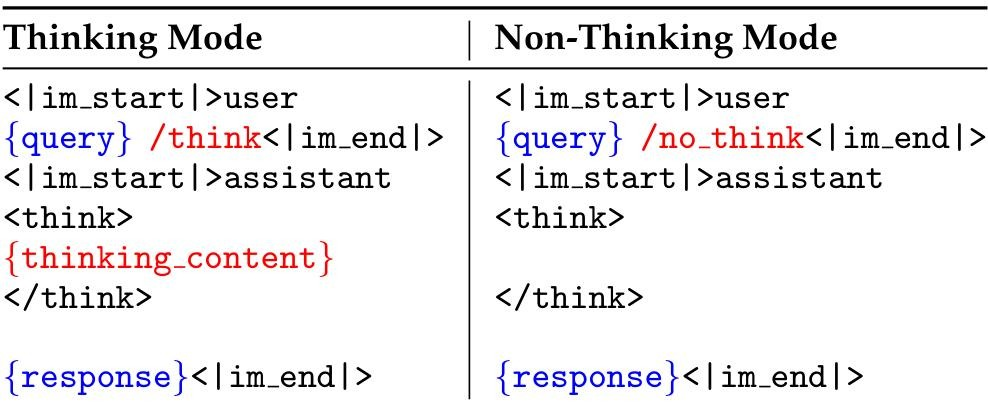 Thinking Mode
<|im_start|>user
{query} /think<|im_end|>
<|im_start|>assistant
<think>
{thinking_content}
</think>
{response}<|im_end|>
Non-Thinking Mode
<|im_start|>user
{query} /no_think<|im_end|>
<|im_start|>assistant
<think>
</think>
{response}<|im_end|>